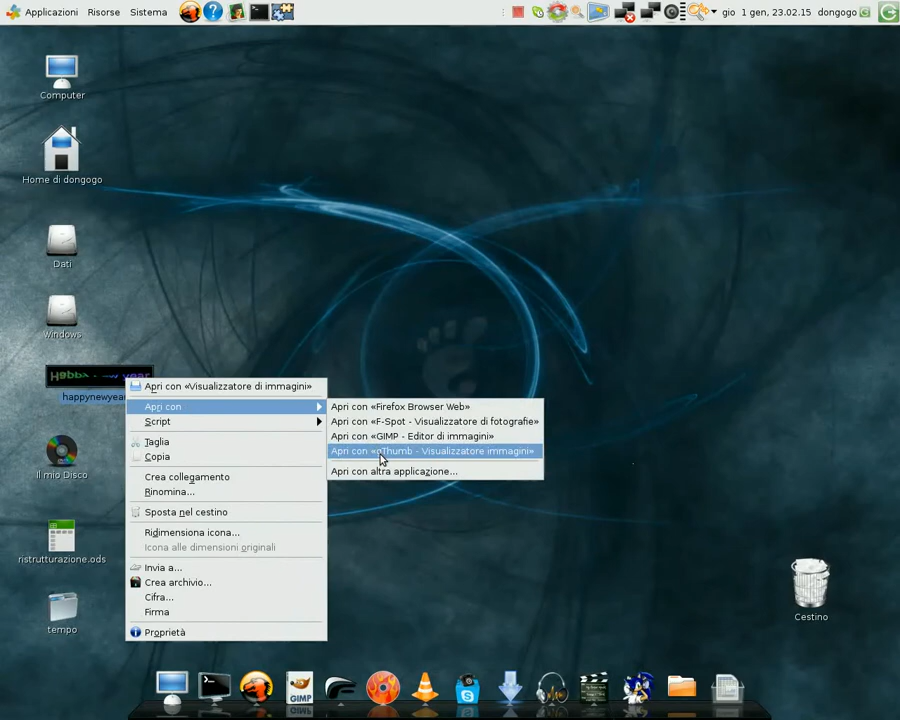 Applicazioni Risorse Sistema gio 1 gen, 23.02.15 dongogo
Computer
Home di dongogo
Dati
Windows
Happy new year
happynewyear
Il mio Disco
ristrutturazione.ods
tempo
Apri con «Visualizzatore di immagini»
Apri con
Script
Taglia
Copia
Crea collegamento
Rinomina...
Sposta nel cestino
Ridimensiona icona...
Icona alle dimensioni originali
Invia a...
Crea archivio...
Cifra...
Firma
Proprietà
Apri con «Firefox Browser Web»
Apri con «F-Spot - Visualizzatore di fotografie»
Apri con «GIMP - Editor di immagini»
Apri con «gThumb - Visualizzatore immagini»
Apri con altra applicazione...
Cestino
GIMP